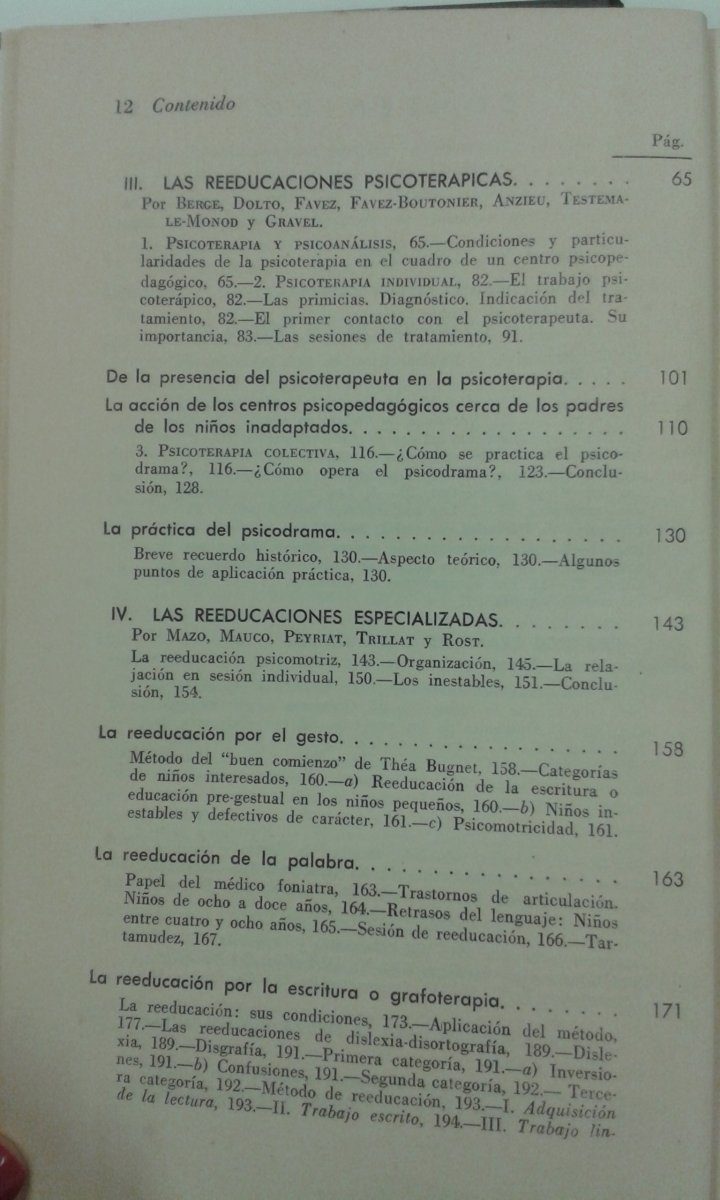 12 Contenido
Pág.
III. LAS REEDUCACIONES PSICOTERAPICAS. . . . . . . . 65
Por Berge, Dolto, Favez, Favez-Boutonier, Anzieu, Testema-
le-Monod y Gravel.
1. Psicoterapia y psicoanálisis, 65.—Condiciones y particu-
laridades de la psicoterapia en el cuadro de un centro psicope-
dagógico, 65.—2. Psicoterapia individual, 82.—El trabajo psi-
coterápico, 82.—Las primicias. Diagnóstico. Indicación del tra-
tamiento, 82.—El primer contacto con el psicoterapeuta. Su
importancia, 83.—Las sesiones de tratamiento, 91.
De la presencia del psicoterapeuta en la psicoterapia. . . . . 101
La acción de los centros psicopedagógicos cerca de los padres
de los niños inadaptados. . . . . . . . . . . . . . . . . . 110
3. Psicoterapia colectiva, 116.—¿Cómo se practica el psico-
drama?, 116.—¿Cómo opera el psicodrama?, 123.—Conclu-
sión, 128.
La práctica del psicodrama. . . . . . . . . . . . . . . . . . 130
Breve recuerdo histórico, 130.—Aspecto teórico, 130.—Algunos
puntos de aplicación práctica, 130.
IV. LAS REEDUCACIONES ESPECIALIZADAS. . . . . . . . 143
Por Mazo, Mauco, Peyriat, Trillat y Rost.
La reeducación psicomotriz, 143.—Organización, 145.—La rela-
jación en sesión individual, 150.—Los inestables, 151.—Conclu-
sión, 154.
La reeducación por el gesto. . . . . . . . . . . . . . . . . . 158
Método del "buen comienzo" de Théa Bugnet, 158.—Categorías
de niños interesados, 160.—a) Reeducación de la escritura o
educación pre-gestual en los niños pequeños, 160.—b) Niños in-
estables y defectivos de carácter, 161.—c) Psicomotricidad, 161.
La reeducación de la palabra. . . . . . . . . . . . . . . . . 163
Papel del médico foniatra, 163.—Trastornos de articulación.
Niños de ocho a doce años, 164.—Retrasos del lenguaje: Niños
entre cuatro y ocho años, 165.—Sesión de reeducación, 166.—Tar-
tamudez, 167.
La reeducación por la escritura o grafoterapia. . . . . . . . 171
La reeducación: sus condiciones, 173.—Aplicación del método,
177.—Las reeducaciones de dislexia-disortografía, 189.—Disle-
xia, 189.—Disgrafía, 191.—Primera categoría, 191.—a) Inversio-
nes, 191.—b) Confusiones, 191.—Segunda categoría, 192.— Terce-
ra categoría, 192.—Método de reeducación, 193.—I. Adquisición
de la lectura, 193.—II. Trabajo escrito, 194.—III. Trabajo lin-